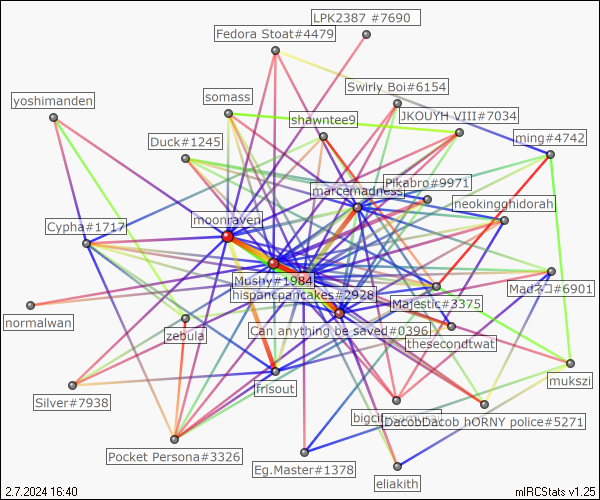 LPK2387 #7690
Fedora Stoat#4479
Swirly Boi#6154
yoshimanden
somass
shawntee9
JKOUYH VIII#7034
Duck#1245
ming#4742
Pikabro#9971
marcemadness
neokingghidorah
moonraven
Cypha#1717
Mushy#1984
Madネコ#6901
hispancpancakes#2928
Majestic#3375
normalwan
zebula
Can anything be saved#0396
thesecondtwat
frisout
mukszi
Silver#7938
DacobDacob hORNY police#5271
Pocket Persona#3326
Eg.Master#1378
eliakith
2.7.2024 16:40
mIRCStats v1.25